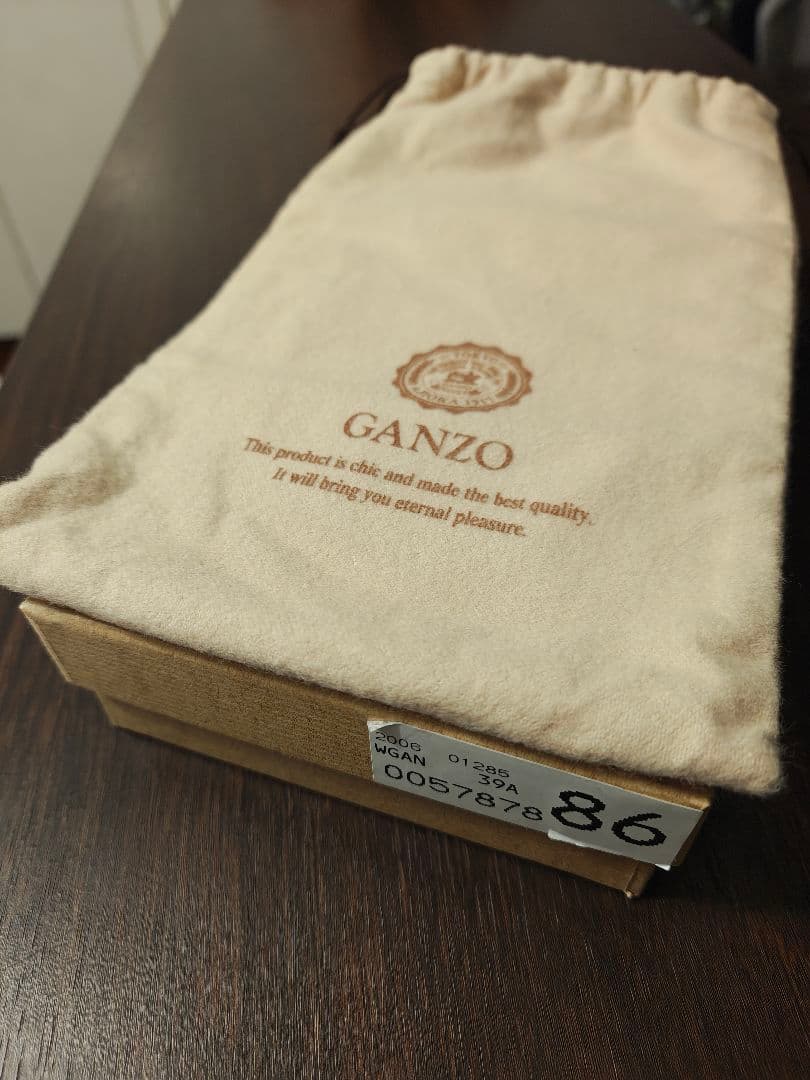 TOKYO
GANZO
This product is chic and made the best quality.
It will bring you eternal pleasure.
2006 01285
WGAN 39A
0057878 86